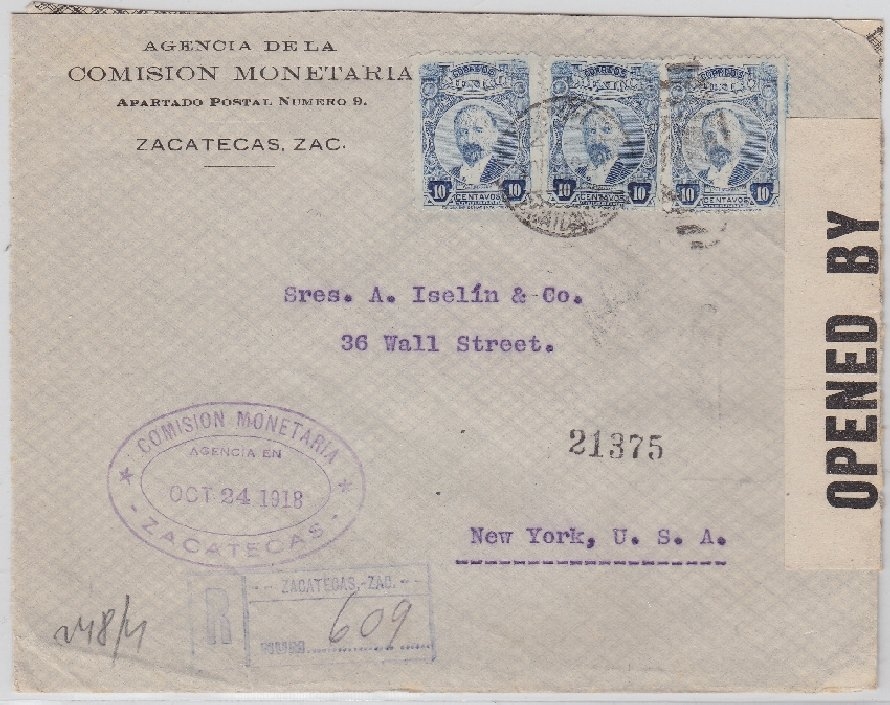 AGENCIA DE LA
COMISION MONETARIA
APARTADO POSTAL NUMERO 9.
ZACATECAS, ZAC.
CORREOS CORREOS CORREOS
10 CENTAVOS 10 10 CENTAVOS 10 10 CENTAVOS 10
OPENED BY
Sres. A. Iselín & Co.
36 Wall Street.
21375
New York, U. S. A.
★ COMISION MONETARIA ★
AGENCIA EN
OCT 24 1918
- ZACATECAS -
R
-- ZACATECAS,-ZAC. --
NUM. 609